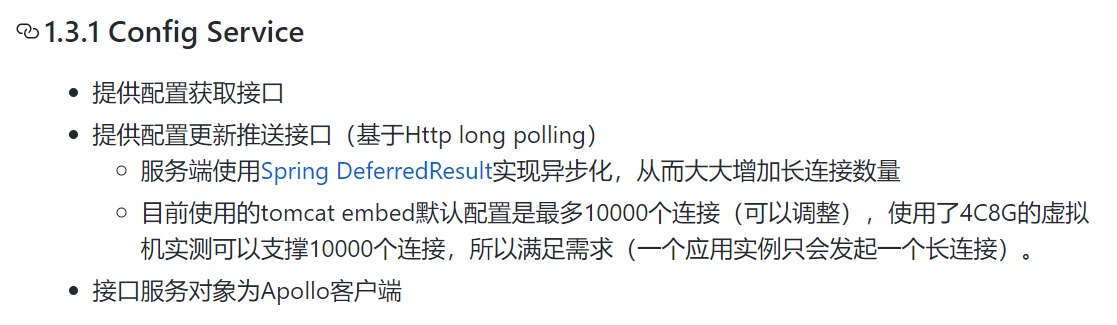 1.3.1 Config Service
提供配置获取接口
提供配置更新推送接口（基于Http long polling）
服务端使用Spring DeferredResult实现异步化，从而大大增加长连接数量
目前使用的tomcat embed默认配置是最多10000个连接（可以调整），使用了4C8G的虚拟
机实测可以支撑10000个连接，所以满足需求（一个应用实例只会发起一个长连接）。
接口服务对象为Apollo客户端